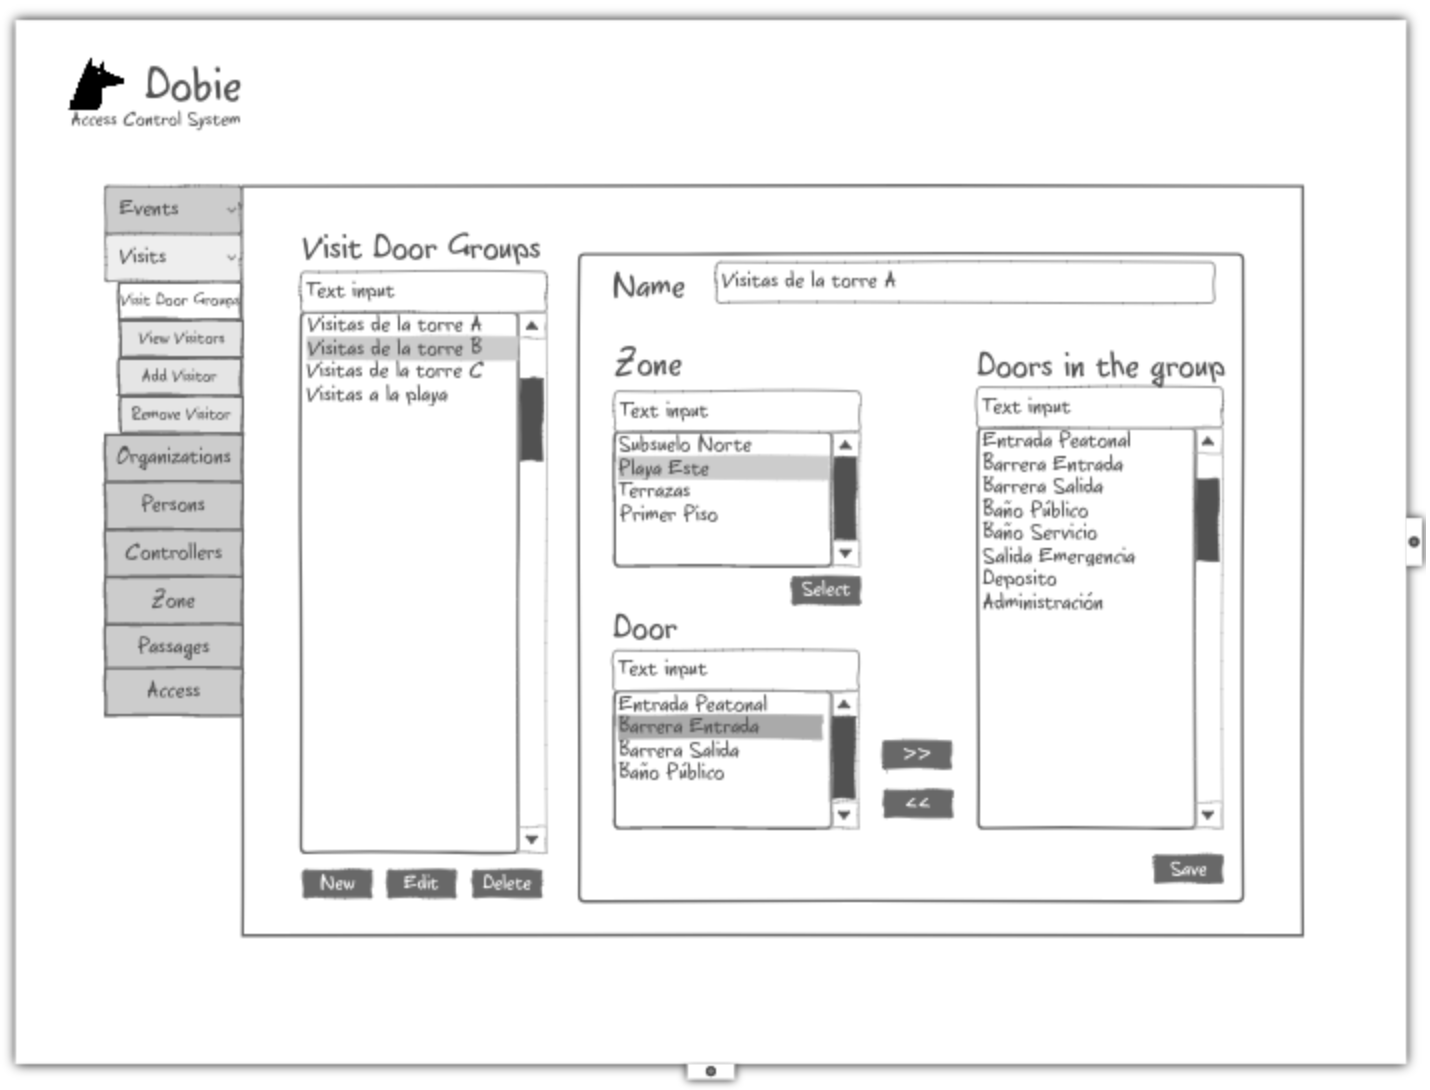 Dobie
Access Control System
Events
Visits
Visit Door Groups
View Visitors
Add Visitor
Remove Visitor
Organizations
Persons
Controllers
Zone
Passages
Access
Visit Door Groups
Text input
Visitas de la torre A
Visitas de la torre B
Visitas de la torre C
Visitas a la playa
New Edit Delete
Name Visitas de la torre A
Zone
Text input
Subsuelo Norte
Playa Este
Terrazas
Primer Piso
Select
Door
Text input
Entrada Peatonal
Barrera Entrada
Barrera Salida
Baño Público
>>
<<
Doors in the group
Text input
Entrada Peatonal
Barrera Entrada
Barrera Salida
Baño Público
Baño Servicio
Salida Emergencia
Deposito
Administración
Save